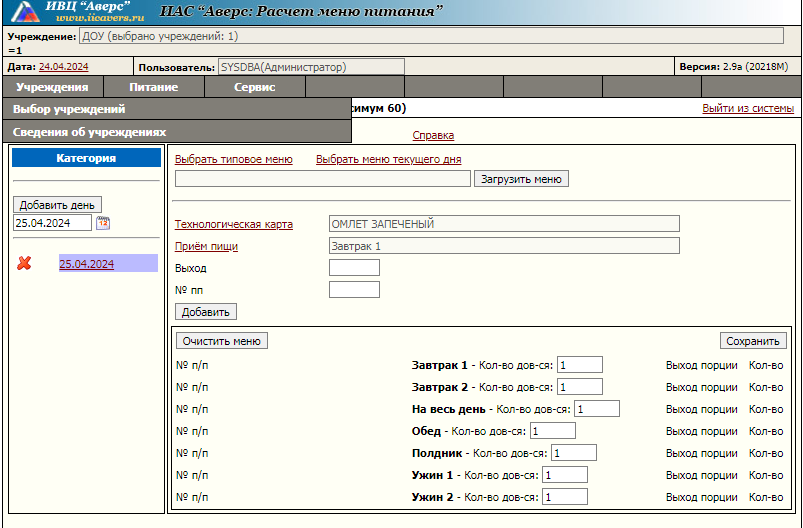 ИВЦ "Аверс"
www.iicavers.ru
ИАС "Аверс: Расчет меню питания"
Учреждение: ДОУ (выбрано учреждений: 1)
=1
Дата: 24.04.2024 Пользователь: SYSDBA(Администратор) Версия: 2.9a (20218M)
Учреждения Питание Сервис
Выбор учреждений
60) Выйти из системы
Сведения об учреждениях
Справка
Категория
Выбрать типовое меню Выбрать меню текущего дня
Загрузить меню
Добавить день
25.04.2024 12
Технологическая карта ОМЛЕТ ЗАПЕЧЕНЫЙ
Приём пищи Завтрак 1
25.04.2024
Выход
№ пп
Добавить
Очистить меню Сохранить
№ п/п Завтрак 1 - Кол-во дов-ся: 1 Выход порции Кол-во
№ п/п Завтрак 2 - Кол-во дов-ся: 1 Выход порции Кол-во
№ п/п На весь день - Кол-во дов-ся: 1 Выход порции Кол-во
№ п/п Обед - Кол-во дов-ся: 1 Выход порции Кол-во
№ п/п Полдник - Кол-во дов-ся: 1 Выход порции Кол-во
№ п/п Ужин 1 - Кол-во дов-ся: 1 Выход порции Кол-во
№ п/п Ужин 2 - Кол-во дов-ся: 1 Выход порции Кол-во